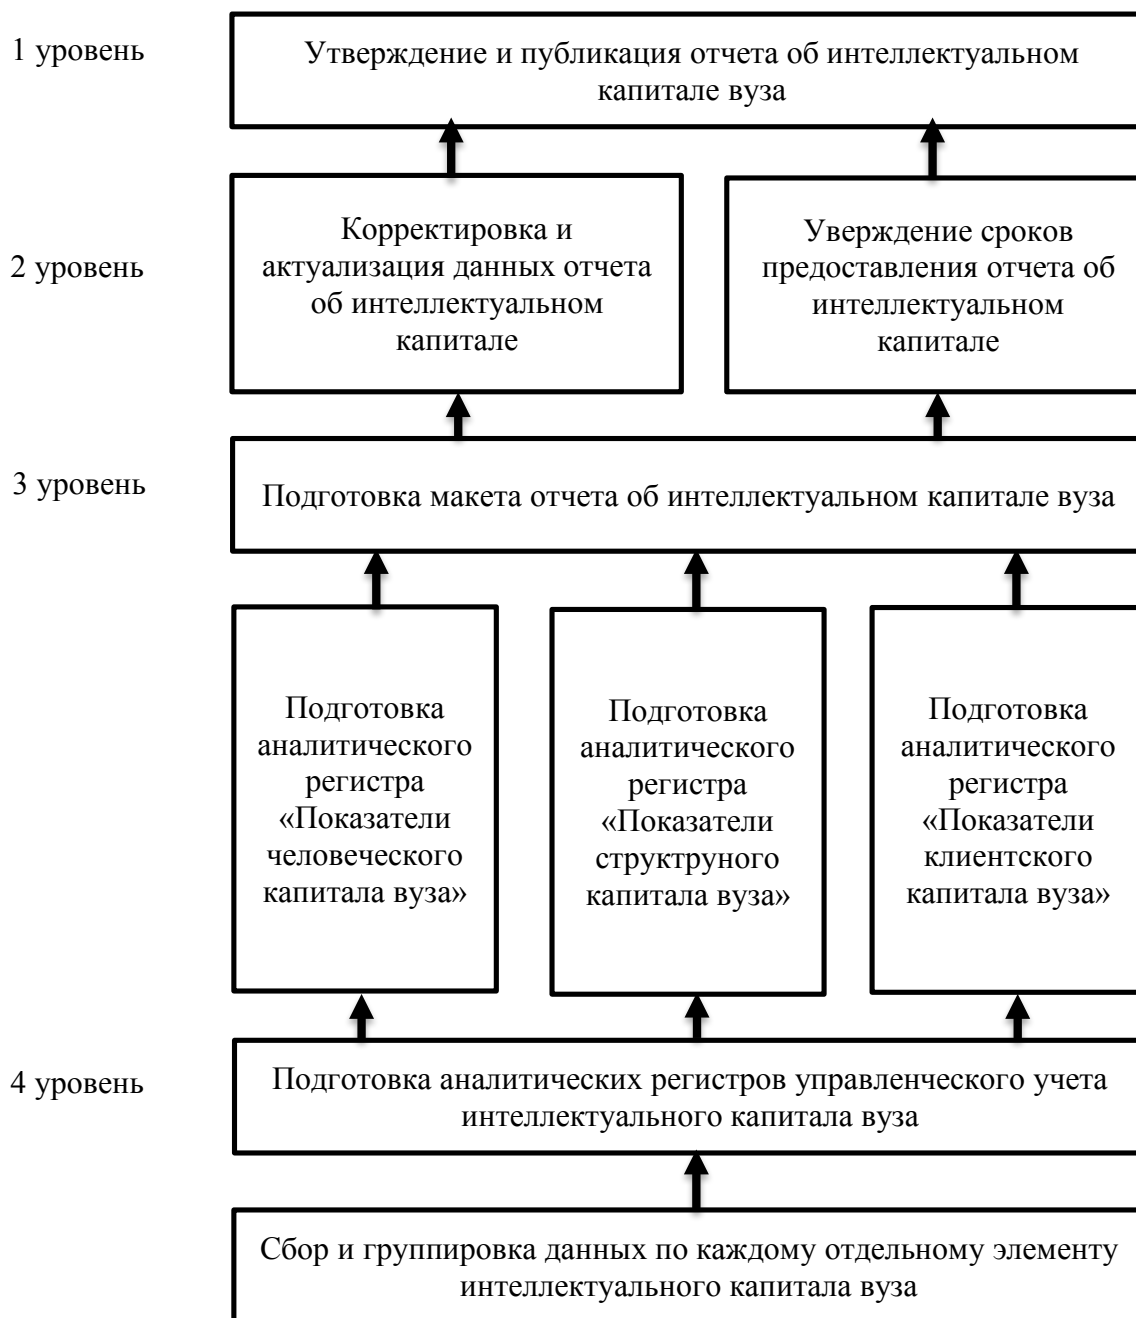 1 уровень
Утверждение и публикация отчета об интеллектуальном
капитале вуза
2 уровень
Корректировка и
актуализация данных отчета
об интеллектуальном
капитале
Уверждение сроков
предоставления отчета об
интеллектуальном
капитале
3 уровень
Подготовка макета отчета об интеллектуальном капитале вуза
Подготовка
аналитического
регистра
«Показатели
человеческого
капитала вуза»
Подготовка
аналитического
регистра
«Показатели
структруного
капитала вуза»
Подготовка
аналитического
регистра
«Показатели
клиентского
капитала вуза»
4 уровень
Подготовка аналитических регистров управленческого учета
интеллектуального капитала вуза
Сбор и группировка данных по каждому отдельному элементу
интеллектуального капитала вуза